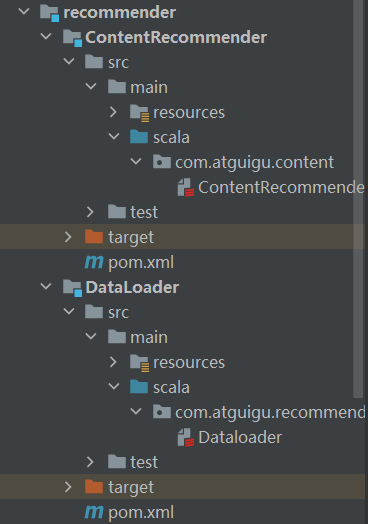 recommender
ContentRecommender
src
main
resources
scala
com.atguigu.content
ContentRecommende
test
target
m pom.xml
DataLoader
src
main
resources
scala
com.atguigu.recommend
Dataloader
test
target
m pom.xml